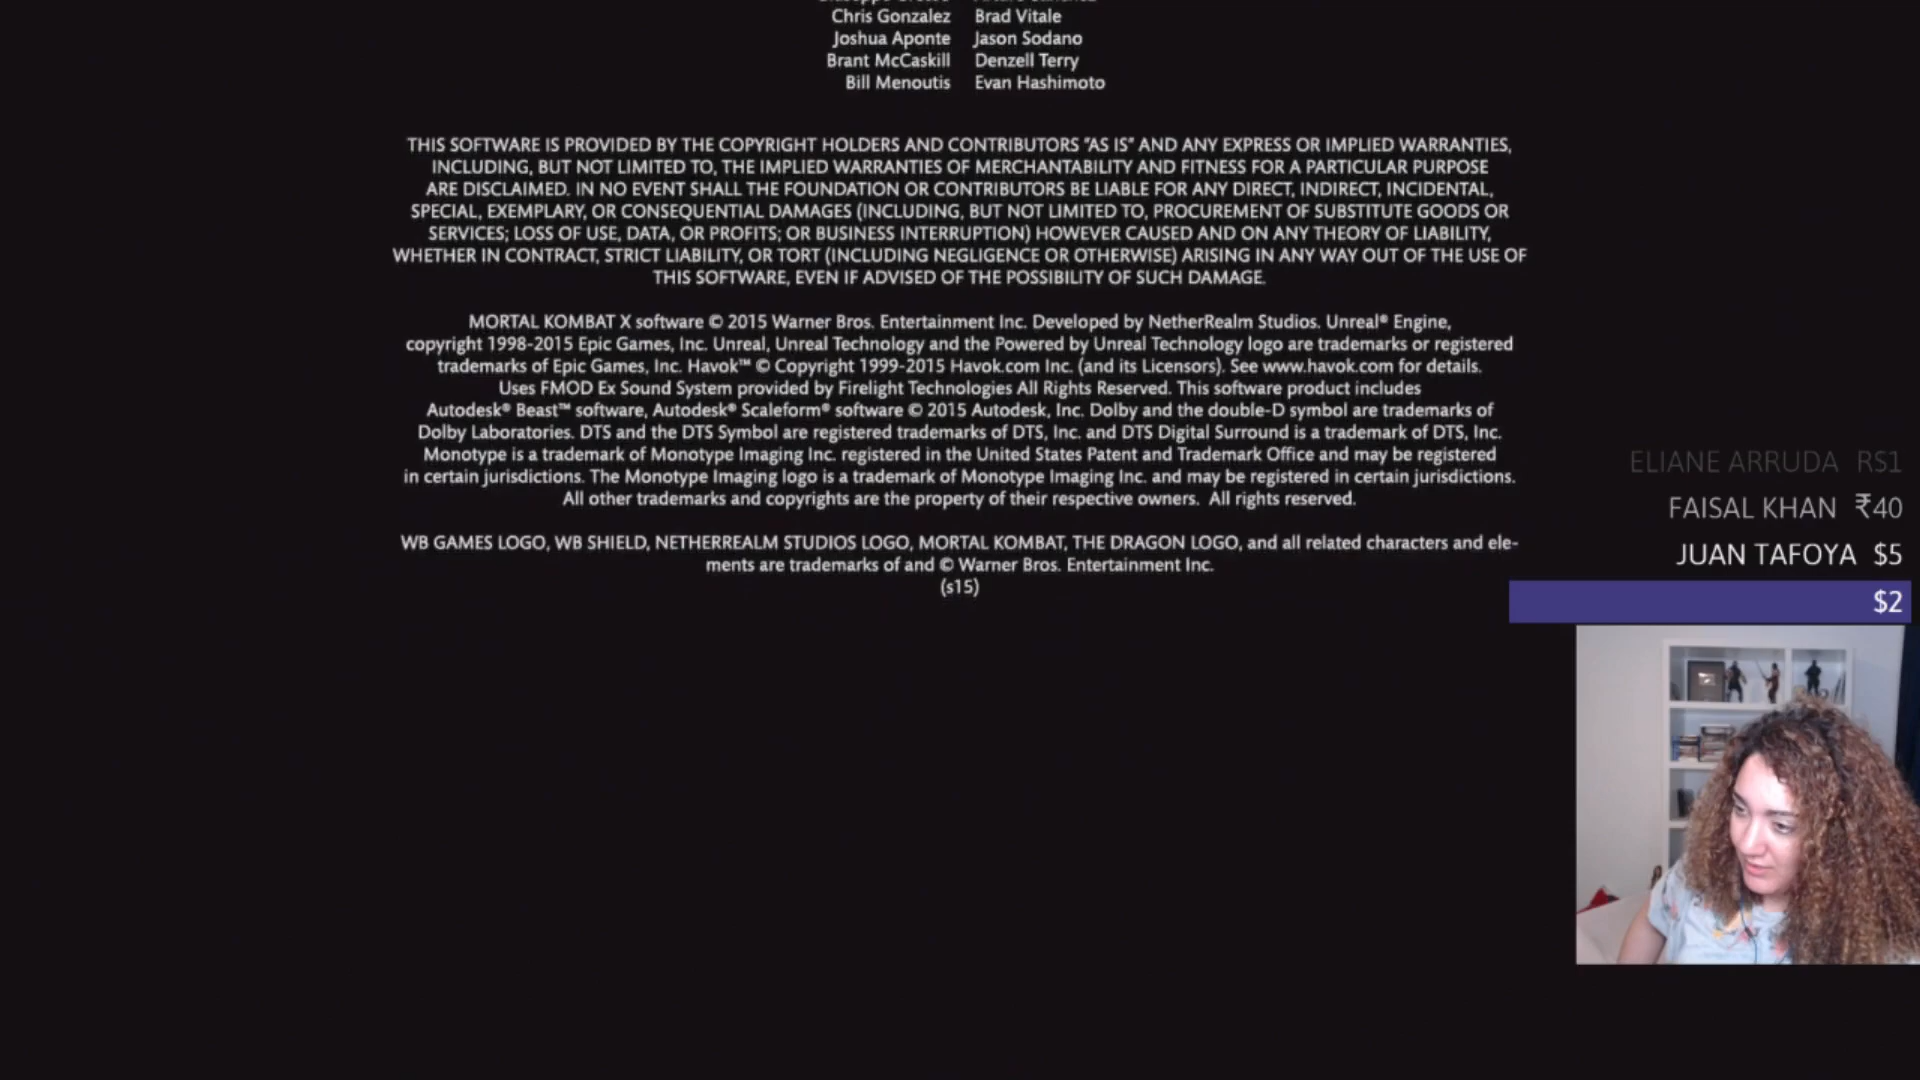 Chris Gonzalez Brad Vitale
Joshua Aponte Jason Sodano
Brant McCaskill Denzell Terry
Bill Menoutis Evan Hashimoto
THIS SOFTWARE IS PROVIDED BY THE COPYRIGHT HOLDERS AND CONTRIBUTORS "AS IS" AND ANY EXPRESS OR IMPLIED WARRANTIES,
INCLUDING, BUT NOT LIMITED TO, THE IMPLIED WARRANTIES OF MERCHANTABILITY AND FITNESS FOR A PARTICULAR PURPOSE
ARE DISCLAIMED. IN NO EVENT SHALL THE FOUNDATION OR CONTRIBUTORS BE LIABLE FOR ANY DIRECT, INDIRECT, INCIDENTAL,
SPECIAL, EXEMPLARY, OR CONSEQUENTIAL DAMAGES (INCLUDING, BUT NOT LIMITED TO, PROCUREMENT OF SUBSTITUTE GOODS OR
SERVICES; LOSS OF USE, DATA, OR PROFITS; OR BUSINESS INTERRUPTION) HOWEVER CAUSED AND ON ANY THEORY OF LIABILITY,
WHETHER IN CONTRACT, STRICT LIABILITY, OR TORT (INCLUDING NEGLIGENCE OR OTHERWISE) ARISING IN ANY WAY OUT OF THE USE OF
THIS SOFTWARE, EVEN IF ADVISED OF THE POSSIBILITY OF SUCH DAMAGE.
MORTAL KOMBAT X software © 2015 Warner Bros. Entertainment Inc. Developed by NetherRealm Studios. Unreal® Engine,
copyright 1998-2015 Epic Games, Inc. Unreal, Unreal Technology and the Powered by Unreal Technology logo are trademarks or registered
trademarks of Epic Games, Inc. Havok™ © Copyright 1999-2015 Havok.com Inc. (and its Licensors). See www.havok.com for details.
Uses FMOD Ex Sound System provided by Firelight Technologies All Rights Reserved. This software product includes
Autodesk® Beast™ software, Autodesk® Scaleform® software © 2015 Autodesk, Inc. Dolby and the double-D symbol are trademarks of
Dolby Laboratories. DTS and the DTS Symbol are registered trademarks of DTS, Inc. and DTS Digital Surround is a trademark of DTS, Inc.
Monotype is a trademark of Monotype Imaging Inc. registered in the United States Patent and Trademark Office and may be registered
in certain jurisdictions. The Monotype Imaging logo is a trademark of Monotype Imaging Inc. and may be registered in certain jurisdictions.
All other trademarks and copyrights are the property of their respective owners. All rights reserved.
WB GAMES LOGO, WB SHIELD, NETHERREALM STUDIOS LOGO, MORTAL KOMBAT, THE DRAGON LOGO, and all related characters and ele-
ments are trademarks of and © Warner Bros. Entertainment Inc.
(s15)
ELIANE ARRUDA RS1
FAISAL KHAN ₹40
JUAN TAFOYA $5
$2